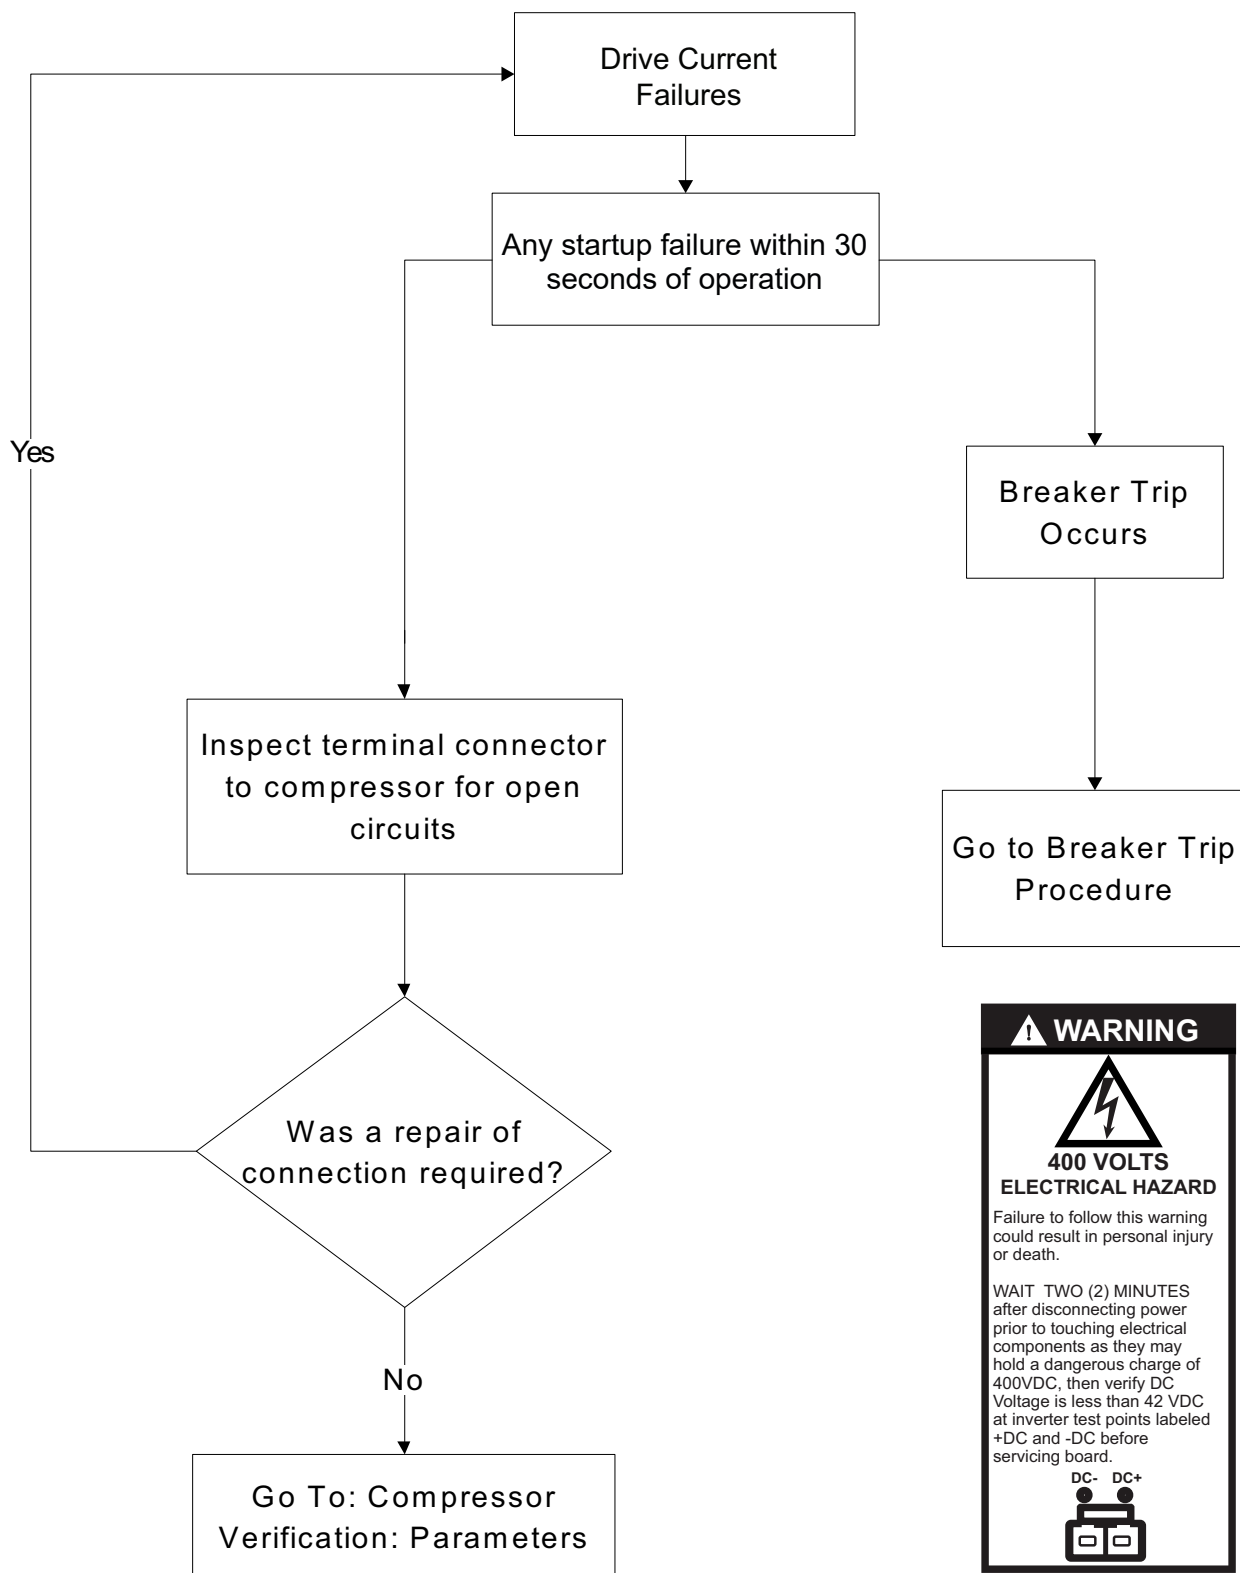 Drive Current
Failures
Any startup failure within 30
seconds of operation
Yes
Breaker Trip
Occurs
Inspect terminal connector
to compressor for open
circuits
Go to Breaker Trip
Procedure
Was a repair of
connection required?
No
Go To: Compressor
Verification: Parameters
WARNING
400 VOLTS
ELECTRICAL HAZARD
Failure to follow this warning
could result in personal injury
or death.
WAIT TWO (2) MINUTES
after disconnecting power
prior to touching electrical
components as they may
hold a dangerous charge of
400VDC, then verify DC
Voltage is less than 42 VDC
at inverter test points labeled
+DC and -DC before
servicing board.
DC- DC+